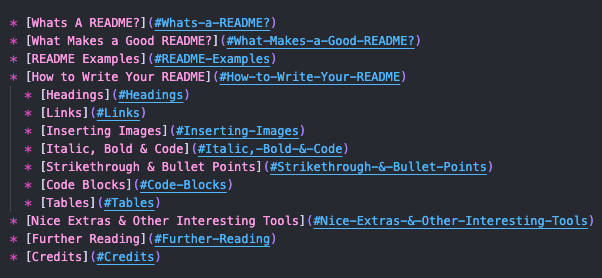 * [Whats A README?](#Whats-a-README?)
* [What Makes a Good README?](#What-Makes-a-Good-README?)
* [README Examples](#README-Examples)
* [How to Write Your README](#How-to-Write-Your-README)
  * [Headings](#Headings)
  * [Links](#Links)
  * [Inserting Images](#Inserting-Images)
  * [Italic, Bold & Code](#Italic,-Bold-&-Code)
  * [Strikethrough & Bullet Points](#Strikethrough-&-Bullet-Points)
  * [Code Blocks](#Code-Blocks)
  * [Tables](#Tables)
* [Nice Extras & Other Interesting Tools](#Nice-Extras-&-Other-Interesting-Tools)
* [Further Reading](#Further-Reading)
* [Credits](#Credits)